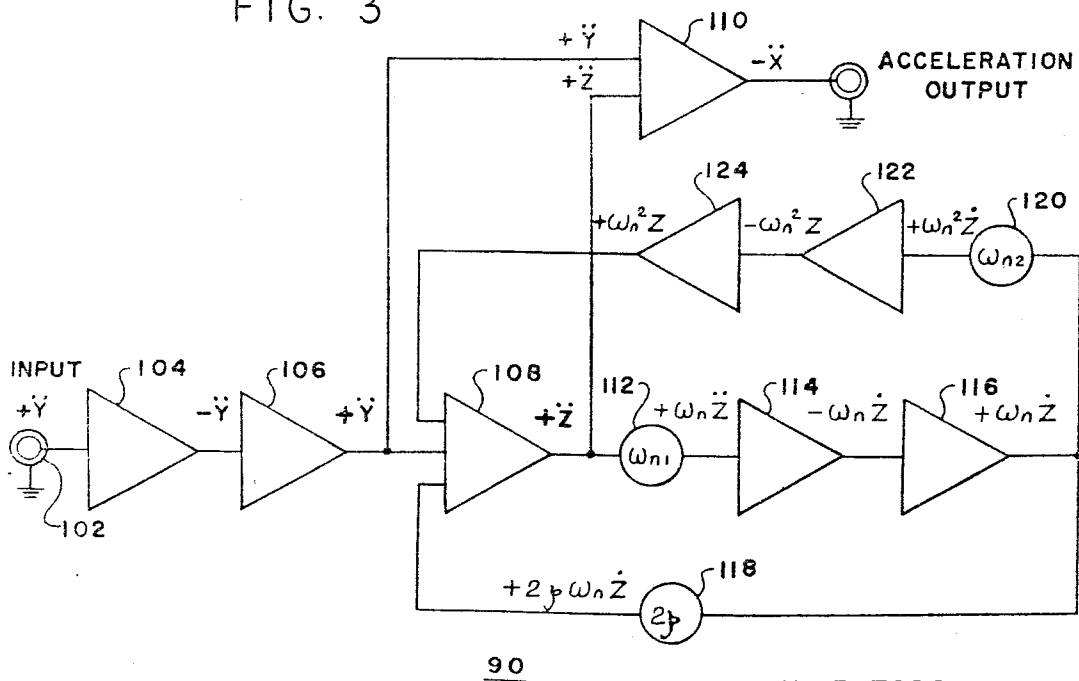 FIG. 3
110
+Ÿ
+Z̈
-Ẍ
ACCELERATION
OUTPUT
124
122
120
+ωn²Z
-ωn²Z
+ωn²Ż
ωn2
INPUT
+Ÿ
104
-Ÿ
106
+Ÿ
108
+Z̈
112
+ωnZ̈
ωn1
114
-ωnŻ
116
+ωnŻ
102
+2ρωnŻ
118
2ρ
90